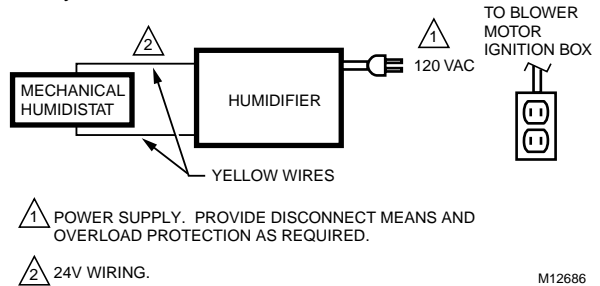 TO BLOWER
MOTOR
IGNITION BOX
2
1
120 VAC
MECHANICAL
HUMIDISTAT
HUMIDIFIER
YELLOW WIRES
1 POWER SUPPLY. PROVIDE DISCONNECT MEANS AND
OVERLOAD PROTECTION AS REQUIRED.
2 24V WIRING.
M12686